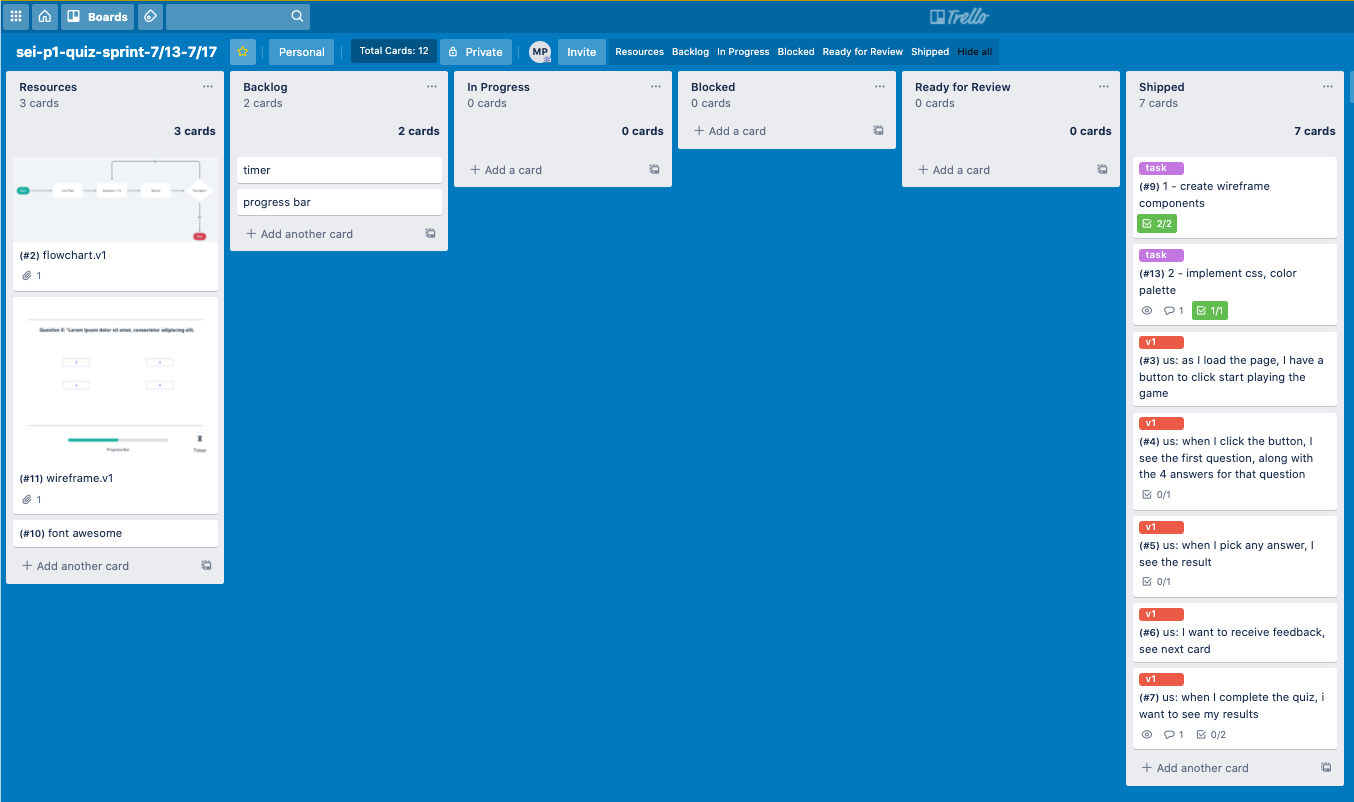 Boards
Trello
sei-p1-quiz-sprint-7/13-7/17
Personal
Total Cards: 12
Private
MP
Invite
Resources Backlog In Progress Blocked Ready for Review Shipped Hide all
Resources
3 cards
3 cards
(#2) flowchart.v1
1
Question X: "Lorem ipsum dolor sit amet, consectetur adipiscing elit.
Progress Bar
Timer
(#11) wireframe.v1
1
(#10) font awesome
Add another card
Backlog
2 cards
2 cards
timer
progress bar
Add another card
In Progress
0 cards
0 cards
Add a card
Blocked
0 cards
Add a card
Ready for Review
0 cards
0 cards
Add a card
Shipped
7 cards
7 cards
task
(#9) 1 - create wireframe
components
2/2
task
(#13) 2 - implement css, color
palette
1 1/1
v1
(#3) us: as I load the page, I have a
button to click start playing the
game
v1
(#4) us: when I click the button, I
see the first question, along with
the 4 answers for that question
0/1
v1
(#5) us: when I pick any answer, I
see the result
0/1
v1
(#6) us: I want to receive feedback,
see next card
v1
(#7) us: when I complete the quiz, i
want to see my results
1 0/2
Add another card